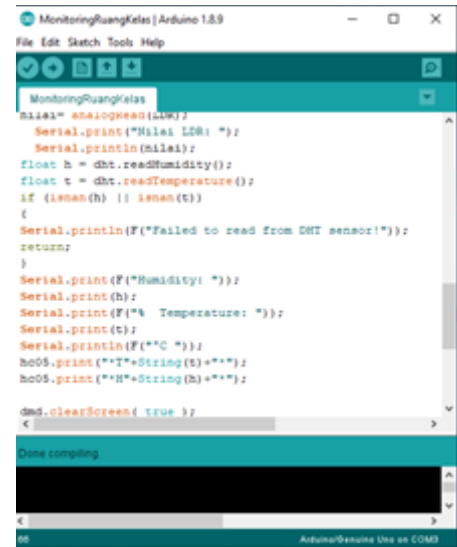 MonitoringRuangKelas | Arduino 1.8.9
File Edit Sketch Tools Help
MonitoringRuangKelas
nilai= analogRead(LDR);
Serial.print("Nilai LDR: ");
Serial.println(nilai);
float h = dht.readHumidity();
float t = dht.readTemperature();
if (isnan(h) || isnan(t))
{
Serial.println(F("Failed to read from DHT sensor!"));
return;
}
Serial.print(F("Humidity: "));
Serial.print(h);
Serial.print(F("% Temperature: "));
Serial.print(t);
Serial.println(F("°C "));
hc05.print("*T"+String(t)+"*");
hc05.print("*H"+String(h)+"*");
dmd.clearScreen( true );
Done compiling.
66 Arduino/Genuino Uno on COM3